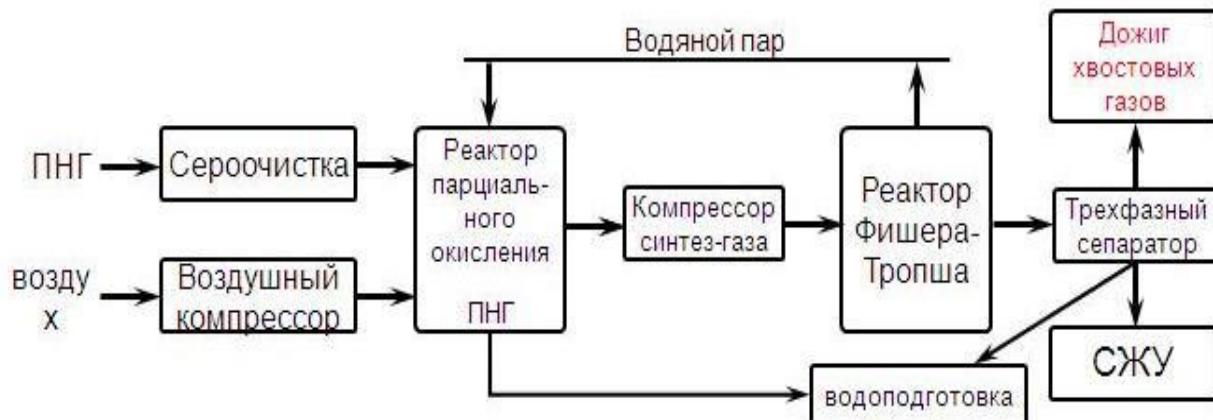 Водяной пар
Дожиг
хвостовых
газов
ПНГ
Сероочистка
Реактор
парциаль-
ного
окисления
ПНГ
Компрессор
синтез-газа
Реактор
Фишера-
Тропша
Трехфазный
сепаратор
возду
х
Воздушный
компрессор
СЖУ
водоподготовка